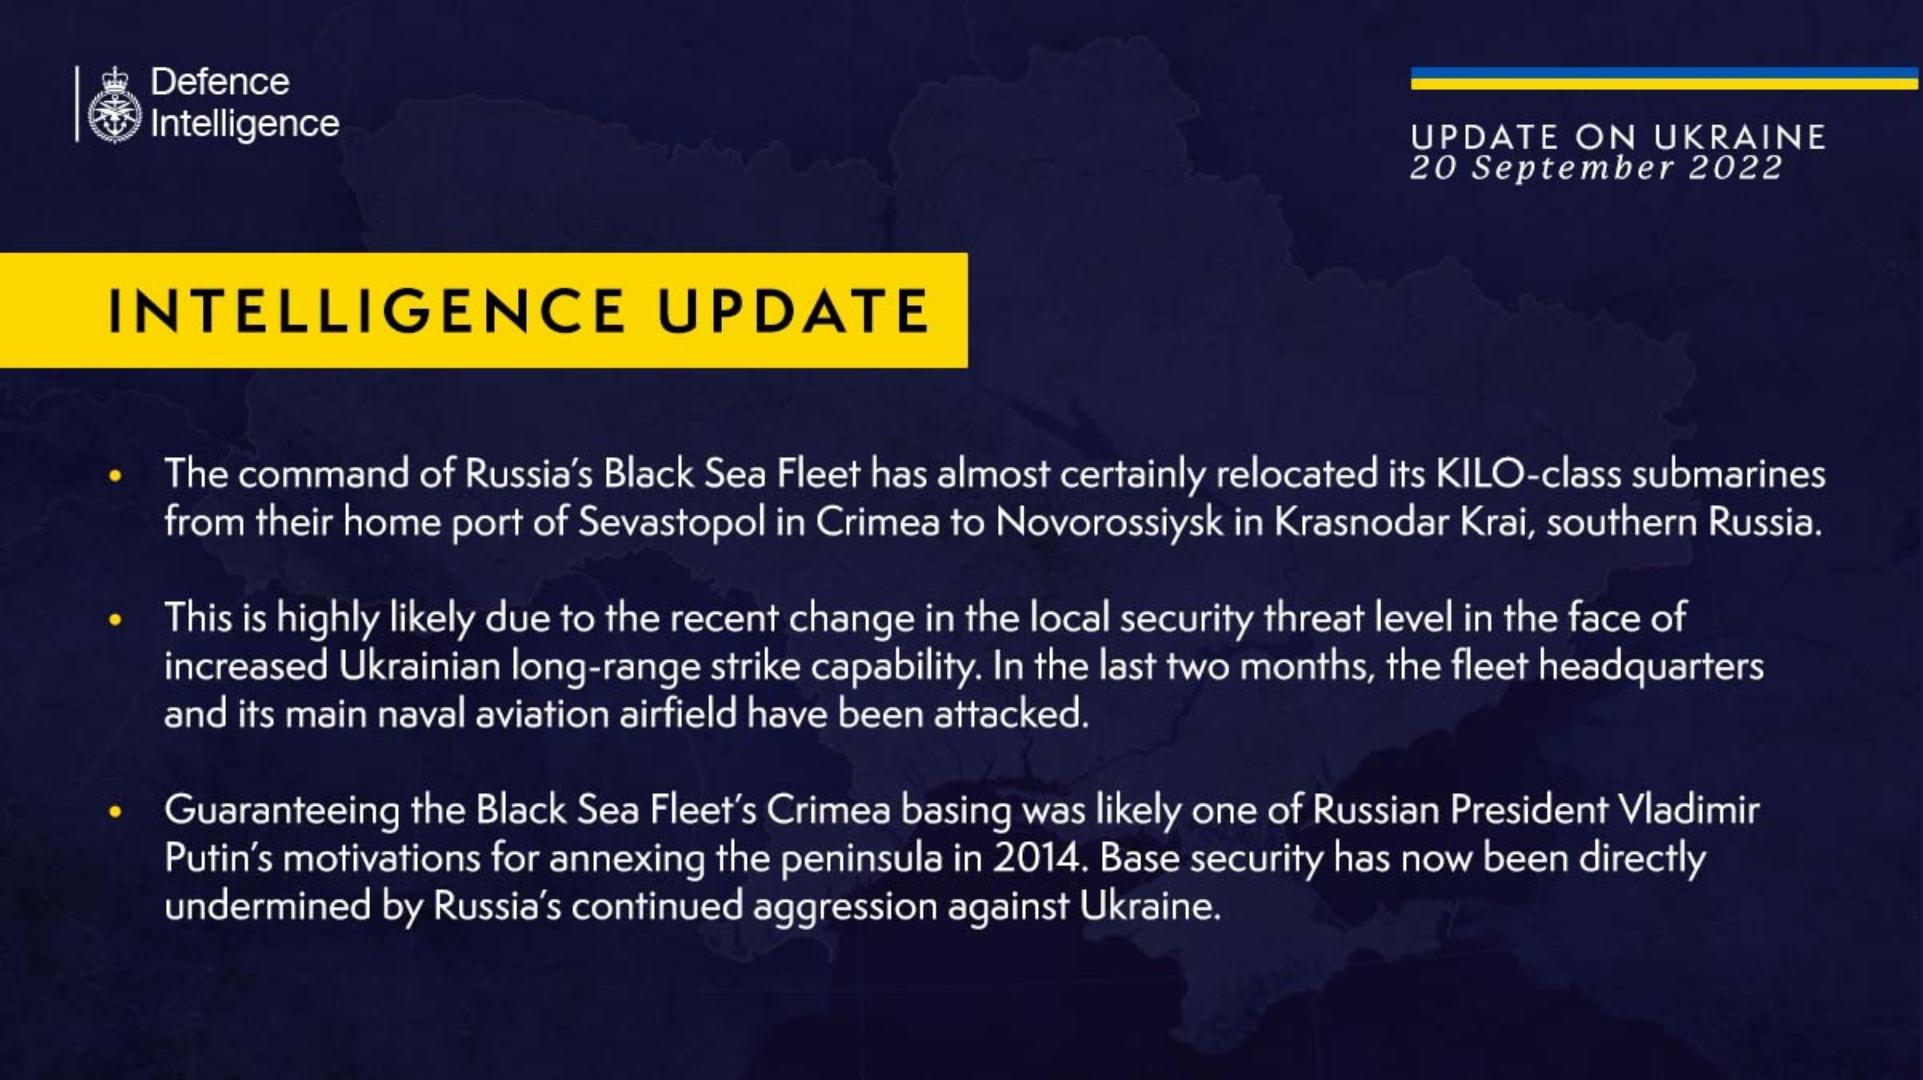 Defence
Intelligence
UPDATE ON UKRAINE
20 September 2022
INTELLIGENCE UPDATE
• The command of Russia's Black Sea Fleet has almost certainly relocated its KILO-class submarines
from their home port of Sevastopol in Crimea to Novorossiysk in Krasnodar Krai, southern Russia.
• This is highly likely due to the recent change in the local security threat level in the face of
increased Ukrainian long-range strike capability. In the last two months, the fleet headquarters
and its main naval aviation airfield have been attacked.
• Guaranteeing the Black Sea Fleet's Crimea basing was likely one of Russian President Vladimir
Putin's motivations for annexing the peninsula in 2014. Base security has now been directly
undermined by Russia's continued aggression against Ukraine.